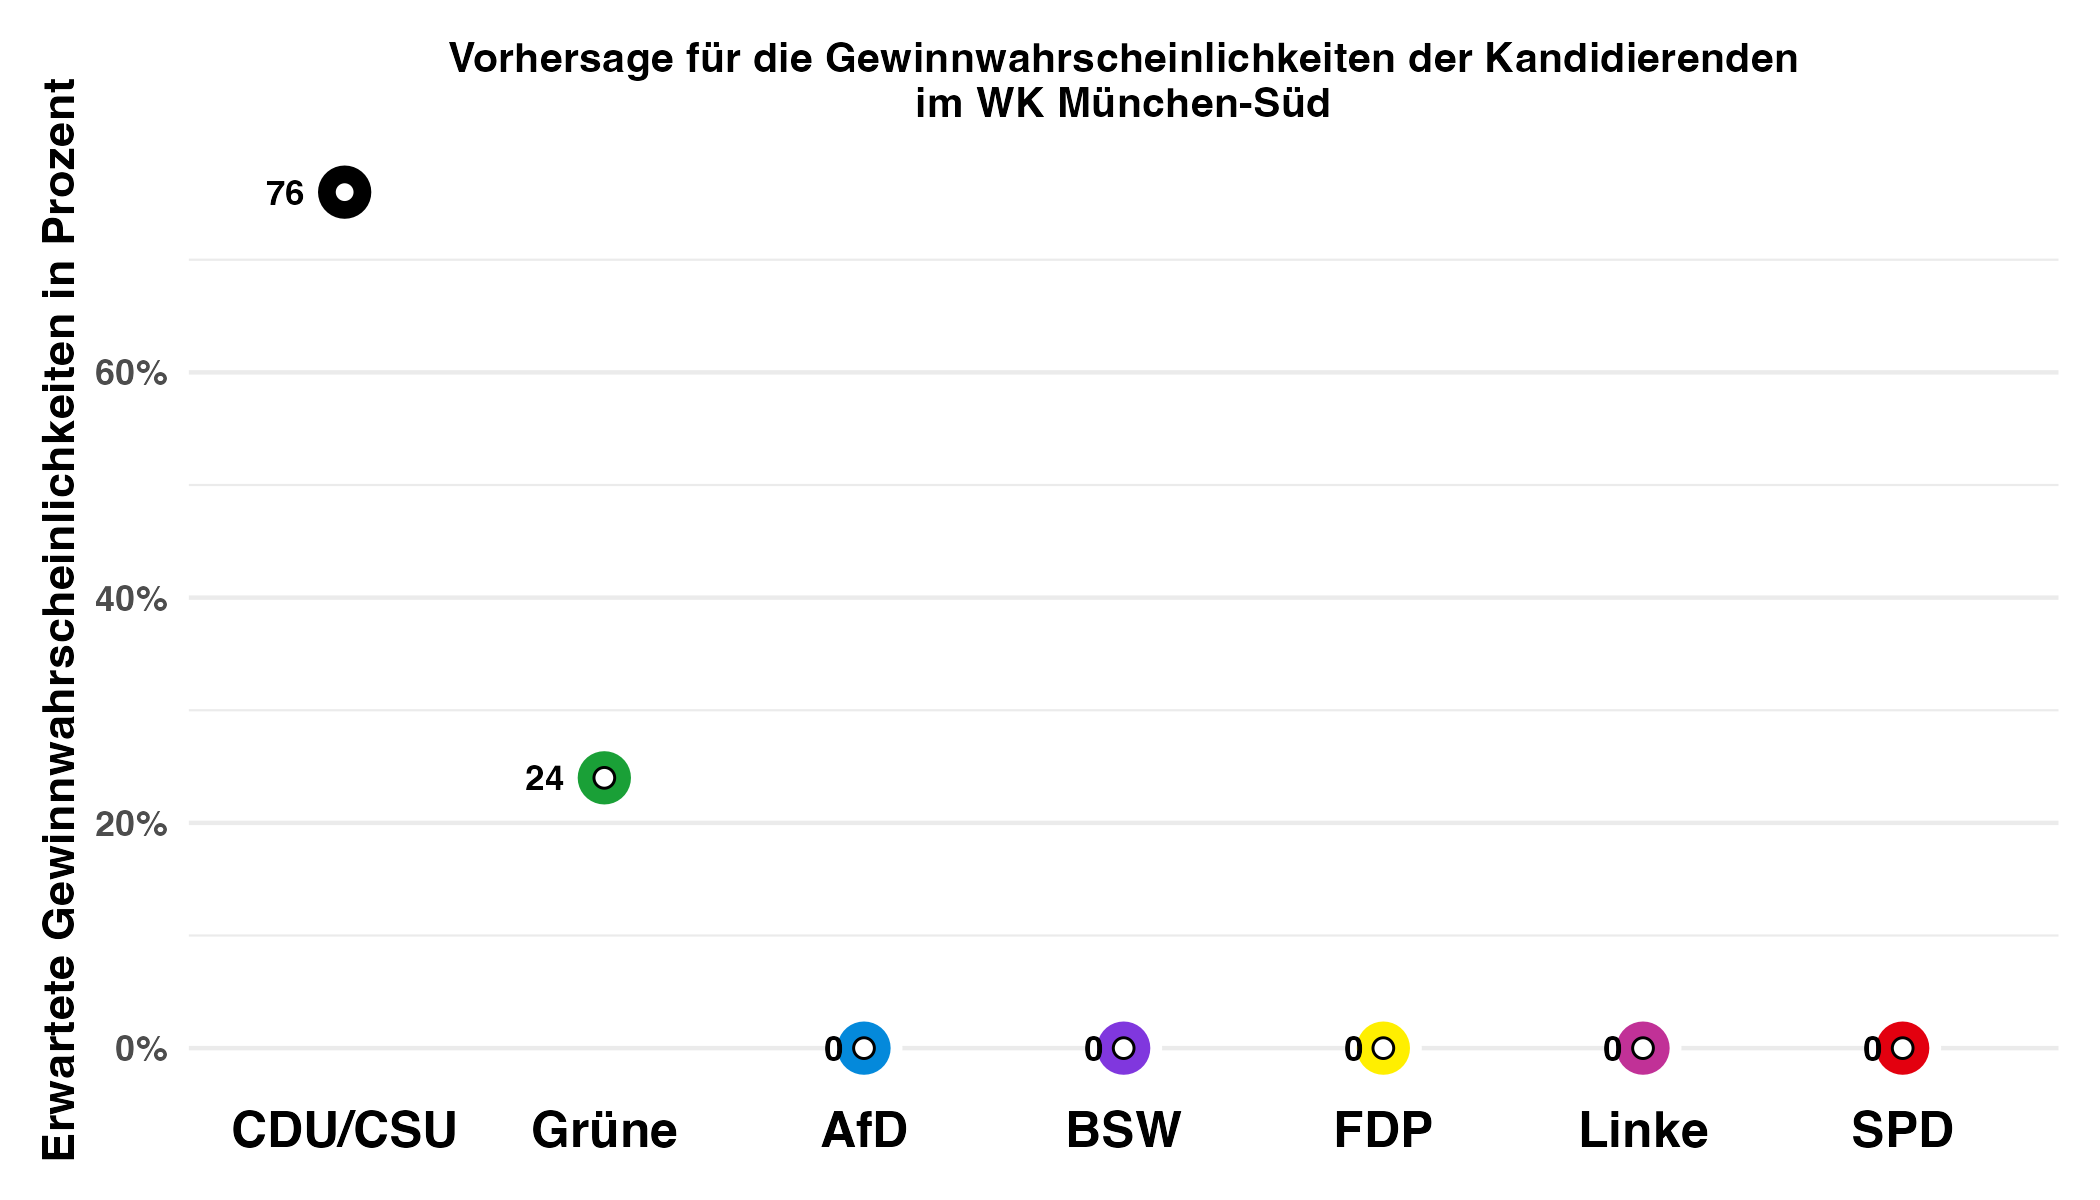 Vorhersage für die Gewinnwahrscheinlichkeiten der Kandidierenden
im WK München-Süd
Erwartete Gewinnwahrscheinlichkeiten in Prozent
76
60%
40%
24
20%
0%
0
0
0
0
0
CDU/CSU
Grüne
AfD
BSW
FDP
Linke
SPD